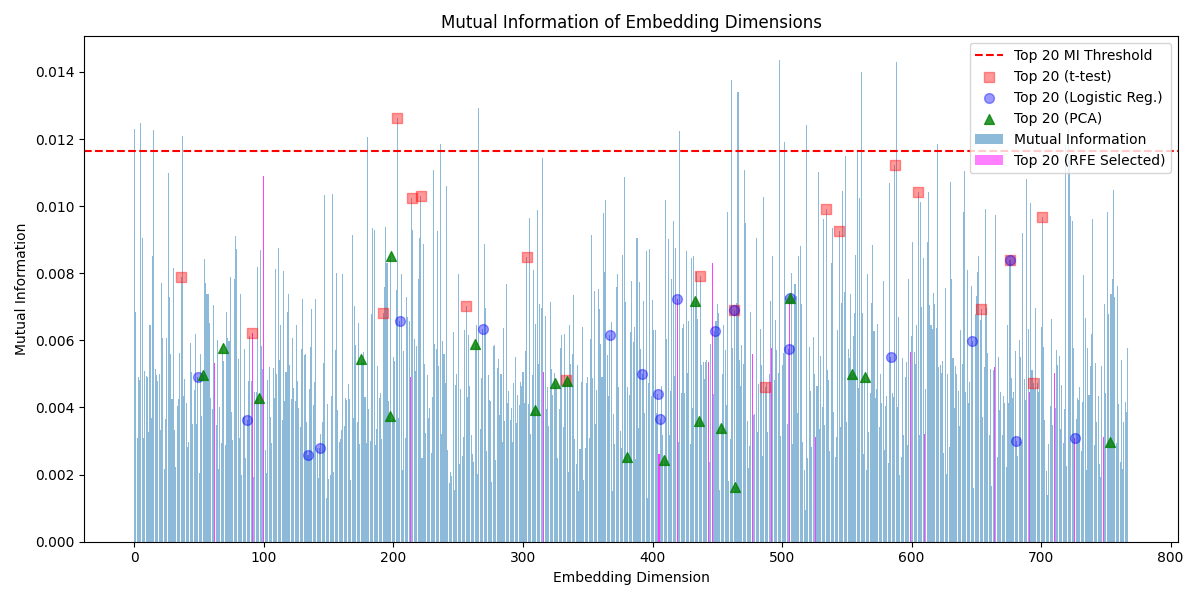 Mutual Information of Embedding Dimensions
Mutual Information
0.014
0.012
0.010
0.008
0.006
0.004
0.002
0.000
Top 20 MI Threshold
Top 20 (t-test)
Top 20 (Logistic Reg.)
Top 20 (PCA)
Mutual Information
Top 20 (RFE Selected)
0 100 200 300 400 500 600 700 800
Embedding Dimension